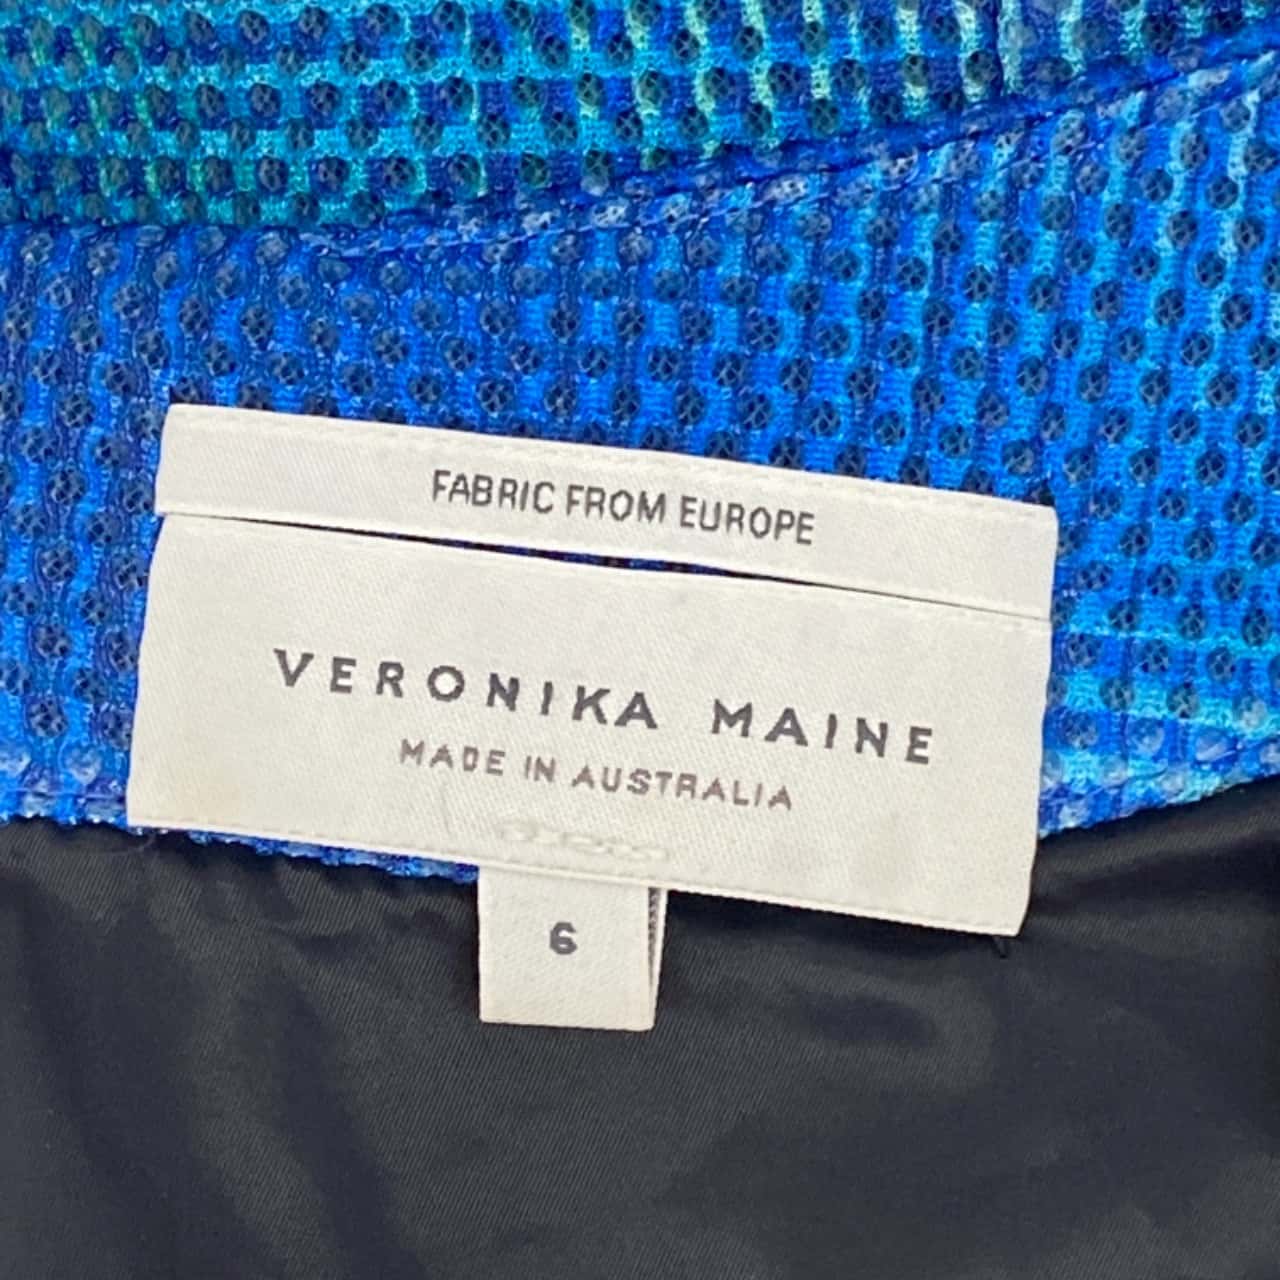 FABRIC FROM EUROPE
VERONIKA MAINE
MADE IN AUSTRALIA
6